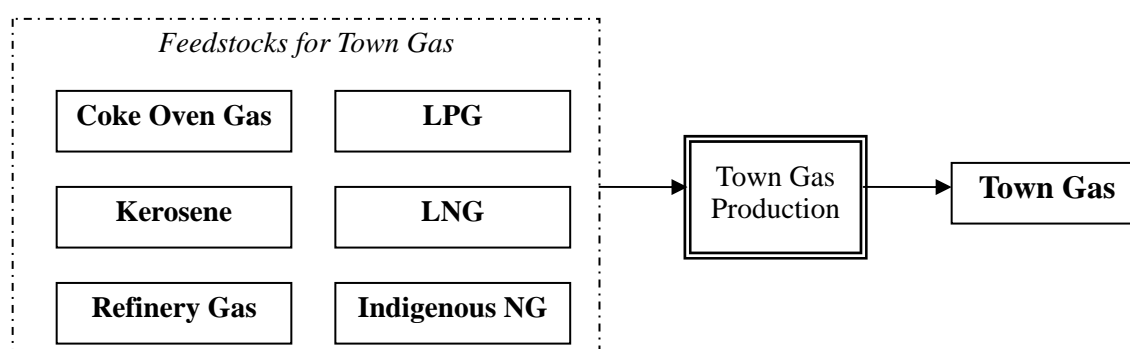 Feedstocks for Town Gas
Coke Oven Gas
LPG
Kerosene
LNG
Refinery Gas
Indigenous NG
Town Gas
Production
Town Gas